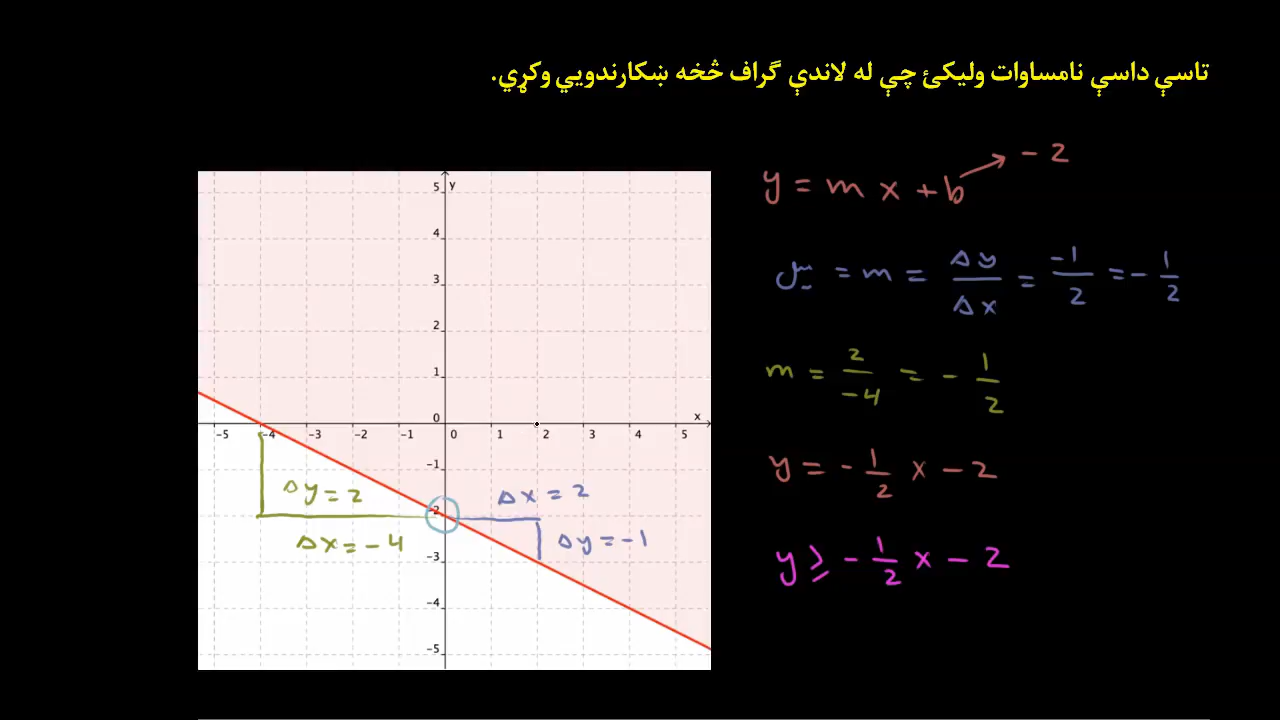 تاسې داسې نامساوات ولیکئ چې له لاندې ګراف څخه ښکارندويي وکړي.
y = m x + b → - 2
ميل = m = Δy/Δx = -1/2 = - 1/2
m = 2/-4 = - 1/2
y = - 1/2 x - 2
y ≥ - 1/2 x - 2
y
5
4
3
2
1
0
x
-5 -4 -3 -2 -1 0 1 2 3 4 5
-1
-2
-3
-4
-5
Δy = 2
Δx = -4
Δx = 2
Δy = -1